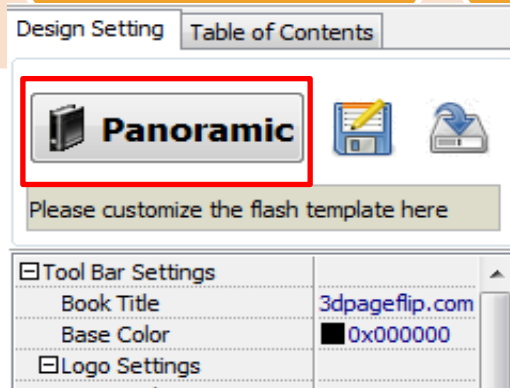 Design Setting Table of Contents
Panoramic
Please customize the flash template here
Tool Bar Settings
Book Title 3dpageflip.com
Base Color 0x000000
Logo Settings